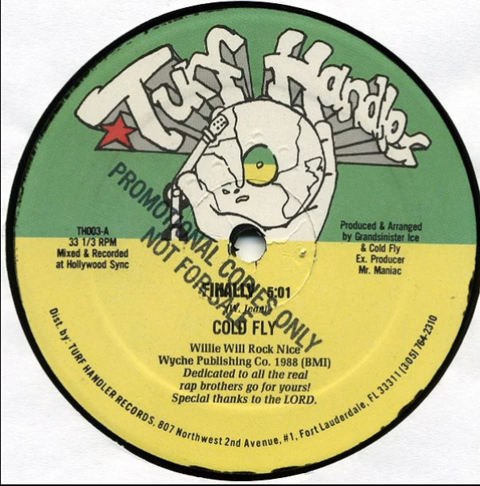 Turf Handler
TH003-A
33 1/3 RPM
Mixed & Recorded
at Hollywood Sync
Produced & Arranged
by Grandsinister Ice
& Cold Fly
Ex. Producer
Mr. Maniac
PROMOTIONAL COPIES ONLY
NOT FOR SALE
FINALLY 5:01
COLD FLY
Willie Will Rock Nice
Wyche Publishing Co. 1988 (BMI)
Dedicated to all the real
rap brothers go for yours!
Special thanks to the LORD.
Dist. by: TURF HANDLER RECORDS, 807 Northwest 2nd Avenue, #1, Fort Lauderdale, FL 33311 (305) 764-2310